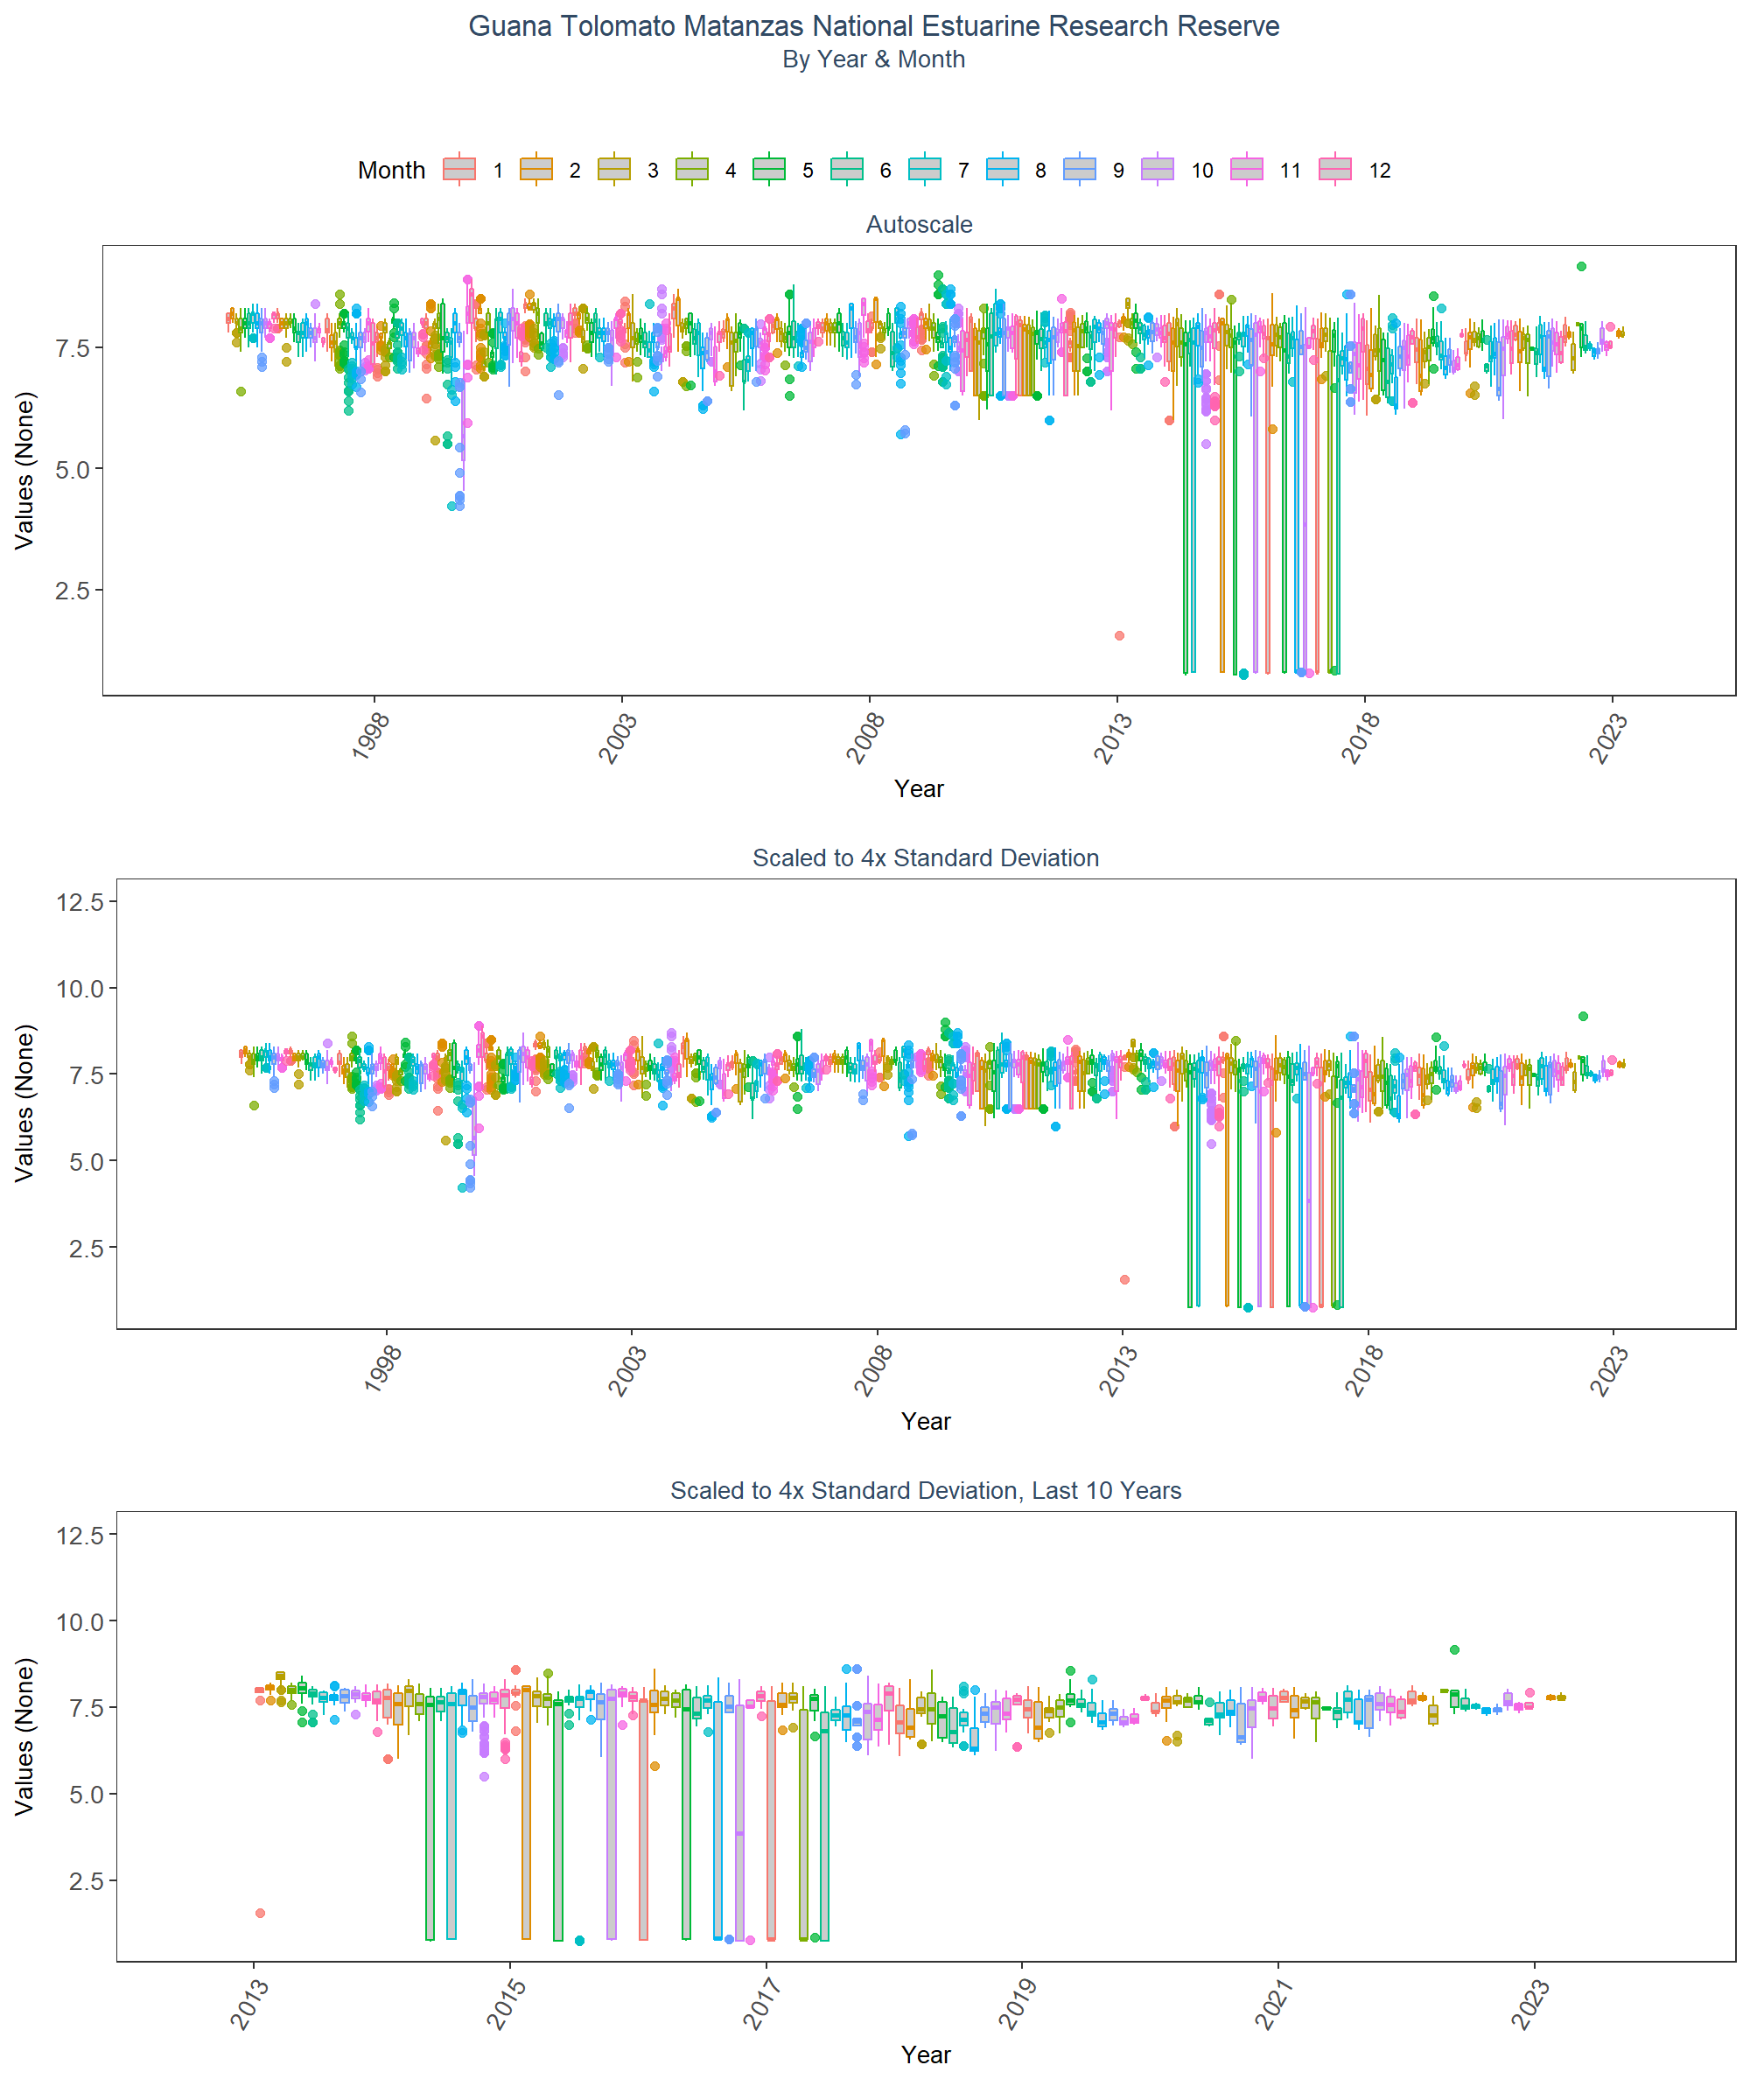 Guana Tolomato Matanzas National Estuarine Research Reserve
By Year & Month
Month 1 2 3 4 5 6 7 8 9 10 11 12
Autoscale
Values (None)
7.5
5.0
2.5
1998 2003 2008 2013 2018 2023
Year
Scaled to 4x Standard Deviation
Values (None)
12.5
10.0
7.5
5.0
2.5
1998 2003 2008 2013 2018 2023
Year
Scaled to 4x Standard Deviation, Last 10 Years
Values (None)
12.5
10.0
7.5
5.0
2.5
2013 2015 2017 2019 2021 2023
Year